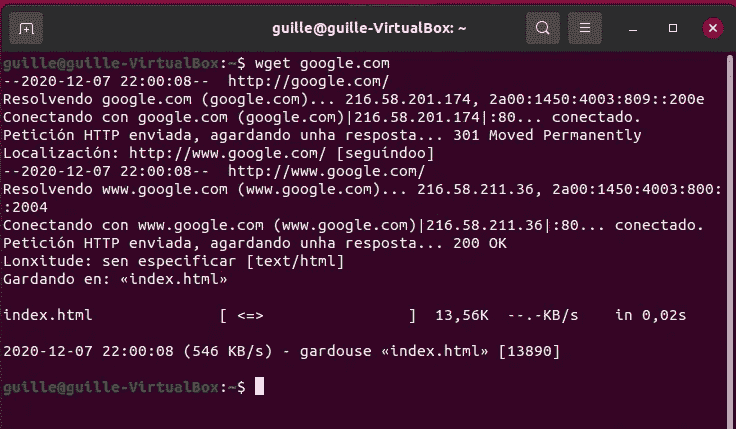 guille@guille-VirtualBox: ~
guille@guille-VirtualBox:~$ wget google.com
--2020-12-07 22:00:08--  http://google.com/
Resolvendo google.com (google.com)... 216.58.201.174, 2a00:1450:4003:809::200e
Conectando con google.com (google.com)|216.58.201.174|:80... conectado.
Petición HTTP enviada, agardando unha resposta... 301 Moved Permanently
Localización: http://www.google.com/ [seguíndoo]
--2020-12-07 22:00:08--  http://www.google.com/
Resolvendo www.google.com (www.google.com)... 216.58.211.36, 2a00:1450:4003:800:
:2004
Conectando con www.google.com (www.google.com)|216.58.211.36|:80... conectado.
Petición HTTP enviada, agardando unha resposta... 200 OK
Lonxitude: sen especificar [text/html]
Gardando en: «index.html»
index.html              [ <=>                ]  13,56K  --.-KB/s    in 0,02s
2020-12-07 22:00:08 (546 KB/s) - gardouse «index.html» [13890]
guille@guille-VirtualBox:~$